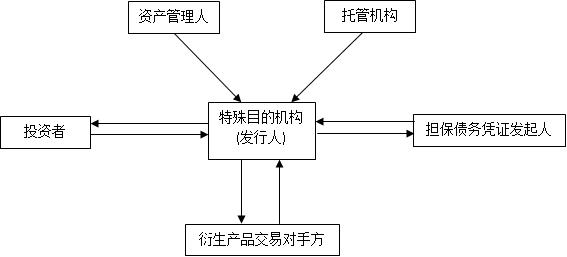 资产管理人
托管机构
投资者
特殊目的机构
(发行人)
担保债务凭证发起人
衍生产品交易对手方